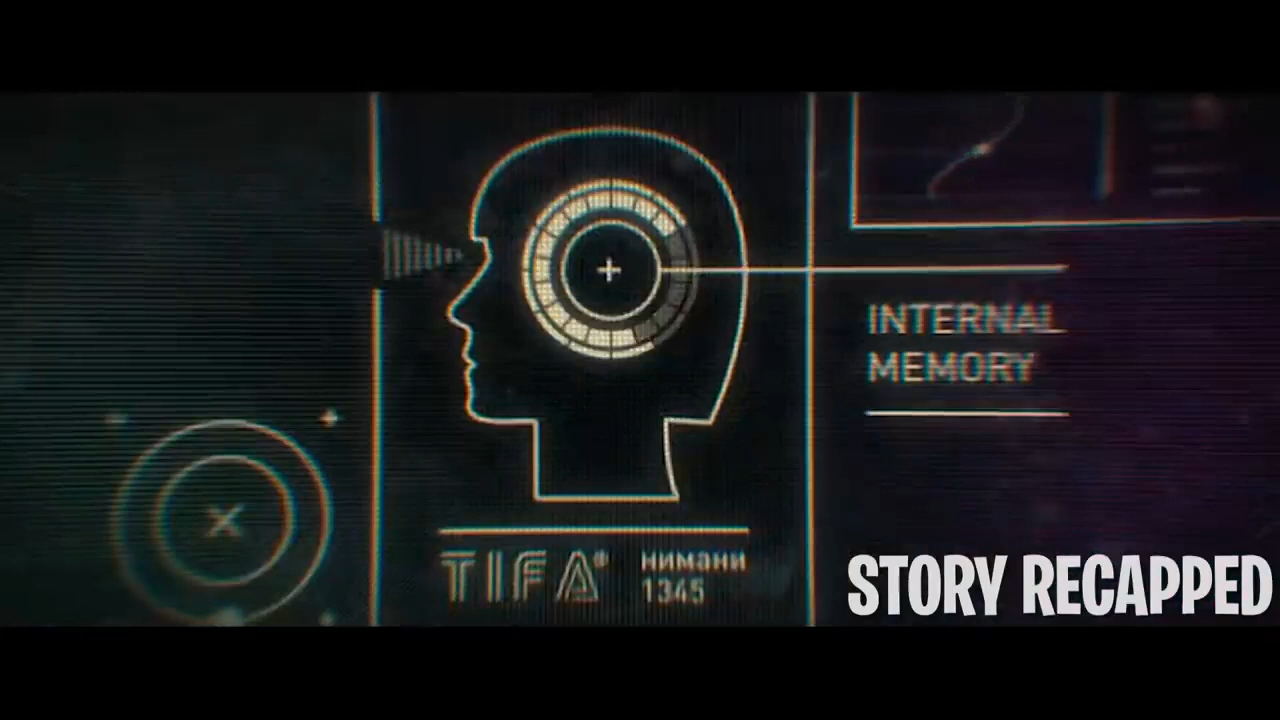 INTERNAL
MEMORY
TIFA®
нимани
1345
STORY RECAPPED